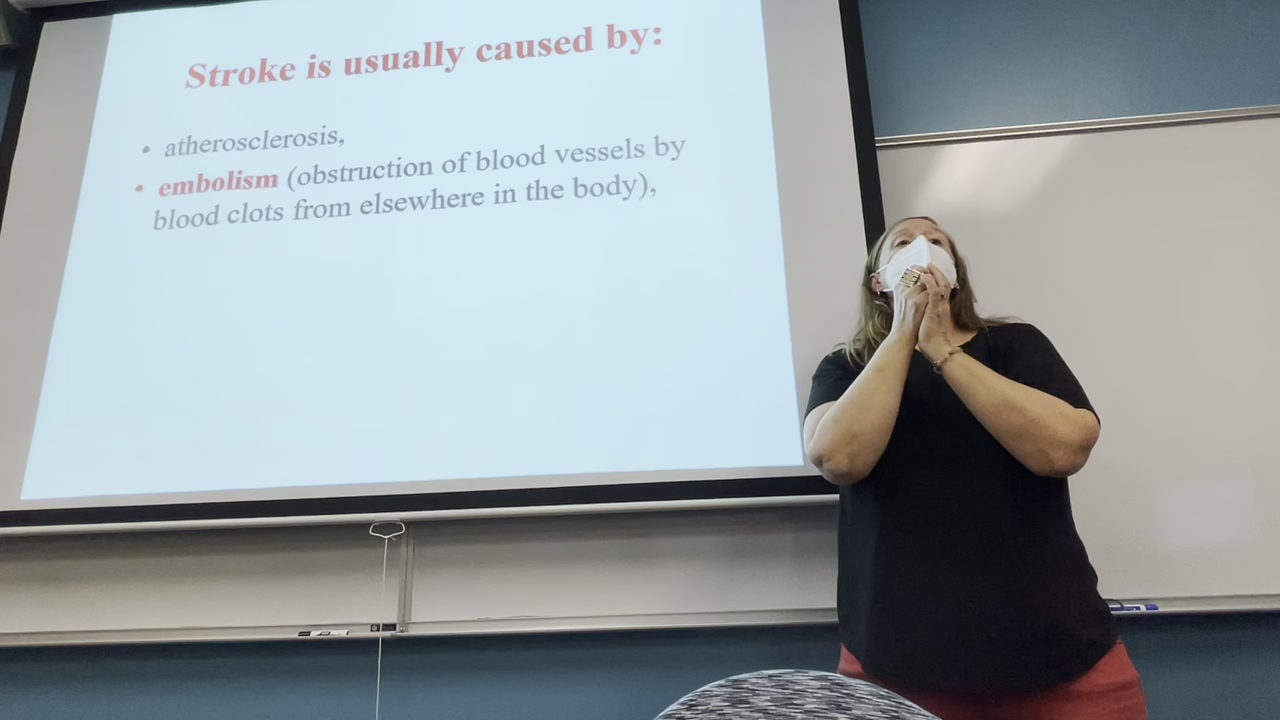 Stroke is usually caused by:
• atherosclerosis,
• embolism (obstruction of blood vessels by
blood clots from elsewhere in the body),